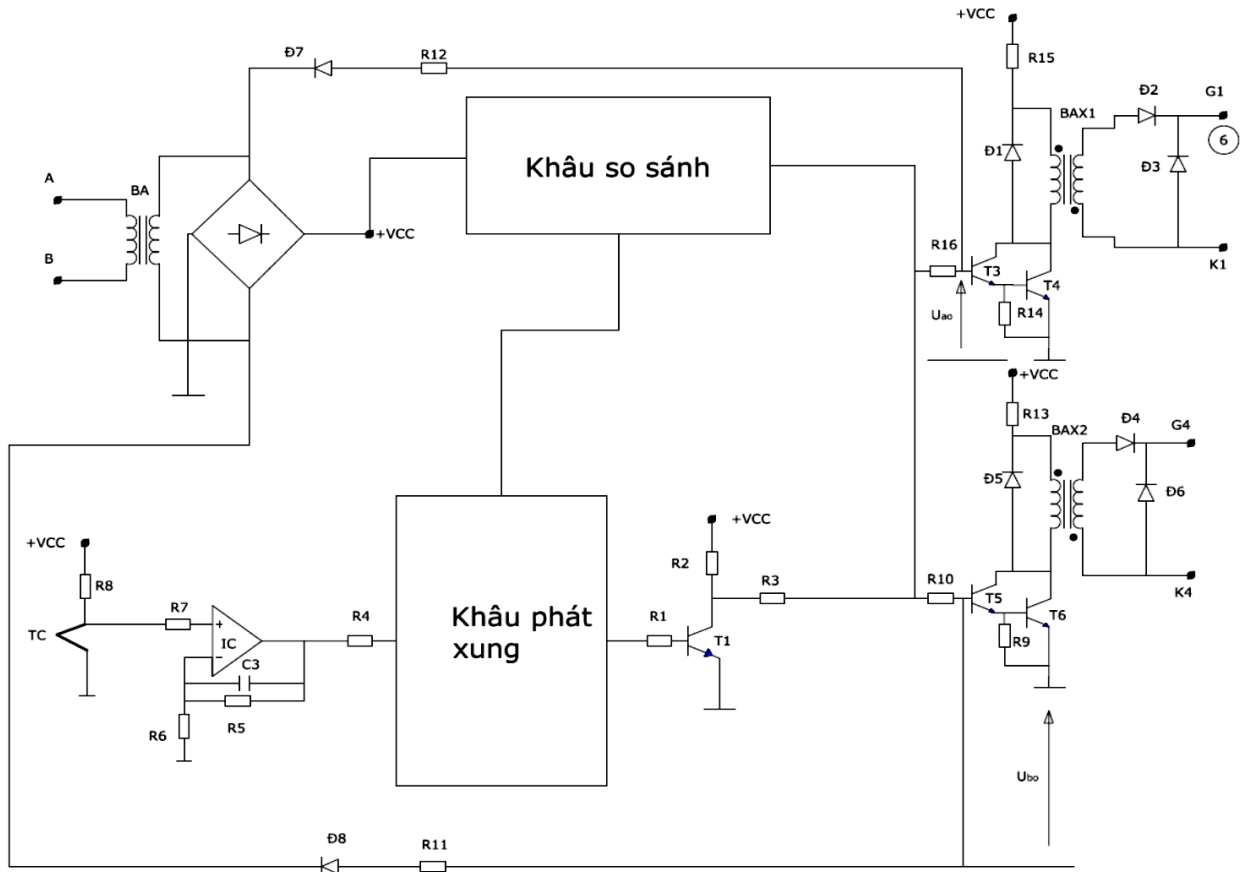 +VCC
Đ7
R12
R15
Đ2
G1
BAX1
6
Đ1
Đ3
Khâu so sánh
A
BA
B
+VCC
R16
K1
T3
T4
R14
Uao
+VCC
R13
Đ4
G4
BAX2
Đ5
Đ6
+VCC
+VCC
R8
R2
R3
R10
K4
R7
T5
T6
TC
IC
R4
Khâu phát
xung
R1
T1
R9
C3
R5
R6
Ubo
Đ8
R11